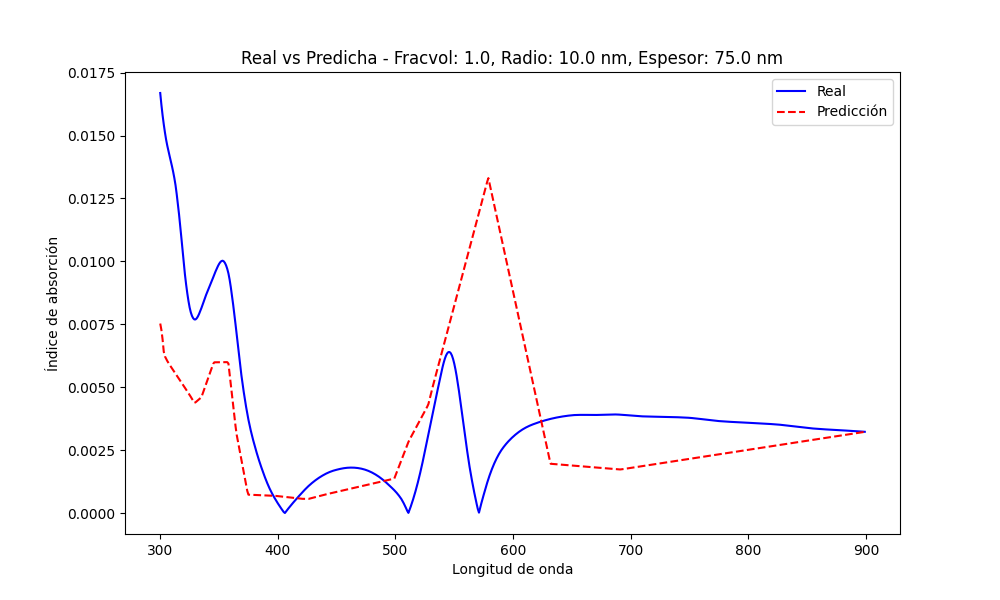 Real vs Predicha - Fracvol: 1.0, Radio: 10.0 nm, Espesor: 75.0 nm
Real
Predicción
Índice de absorción
0.0175
0.0150
0.0125
0.0100
0.0075
0.0050
0.0025
0.0000
300 400 500 600 700 800 900
Longitud de onda